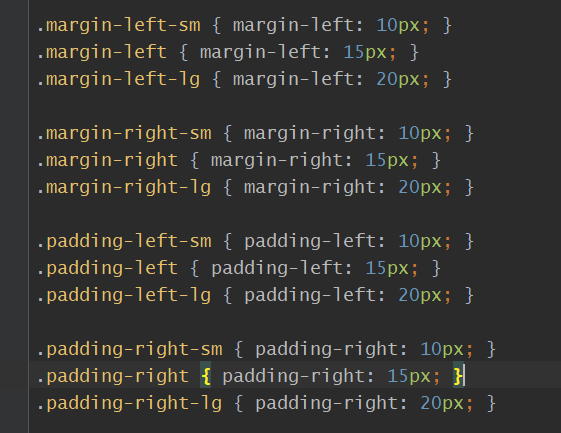 .margin-left-sm { margin-left: 10px; }
.margin-left { margin-left: 15px; }
.margin-left-lg { margin-left: 20px; }
.margin-right-sm { margin-right: 10px; }
.margin-right { margin-right: 15px; }
.margin-right-lg { margin-right: 20px; }
.padding-left-sm { padding-left: 10px; }
.padding-left { padding-left: 15px; }
.padding-left-lg { padding-left: 20px; }
.padding-right-sm { padding-right: 10px; }
.padding-right { padding-right: 15px; }
.padding-right-lg { padding-right: 20px; }